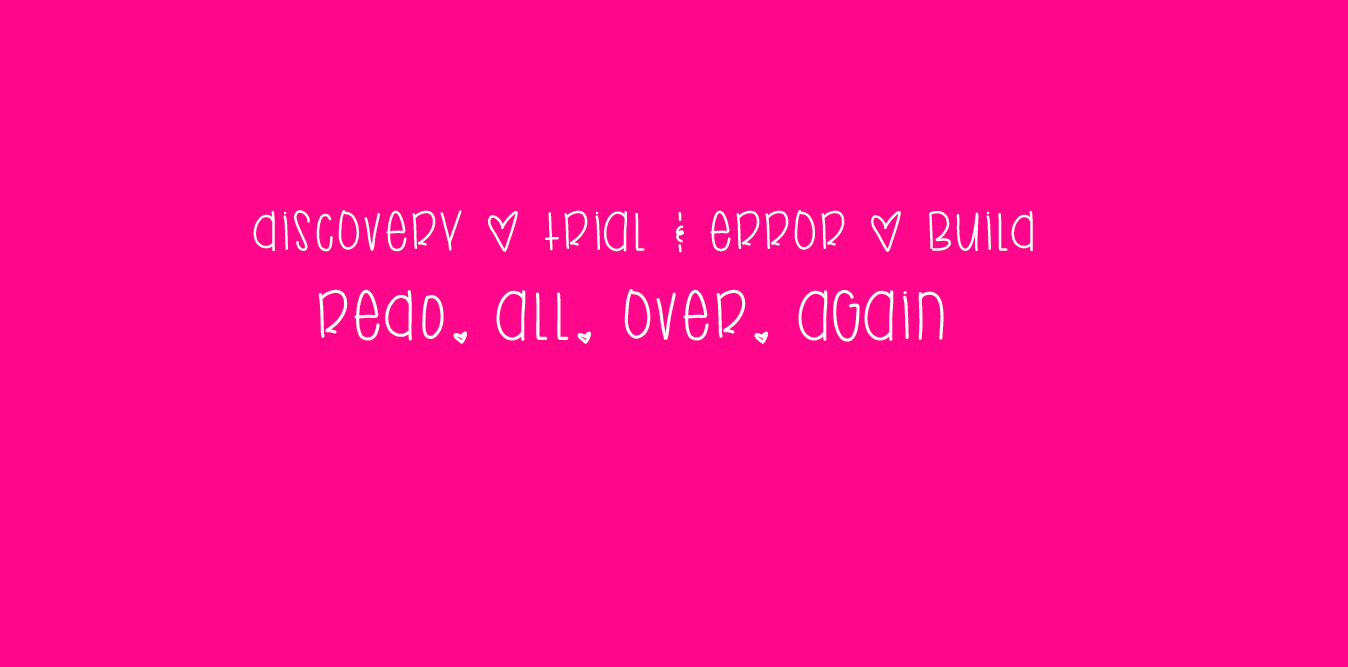 discovery ♡ trial & error ♡ build
redo. all. over. again